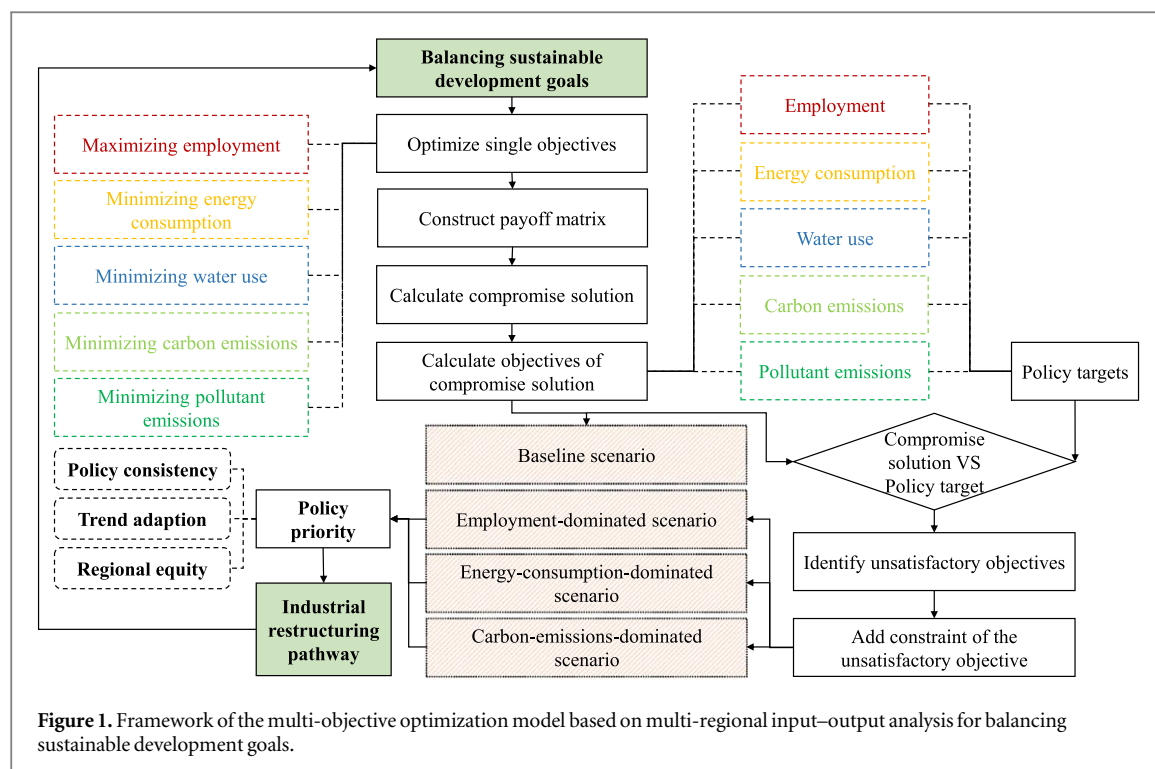 Balancing sustainable
development goals
Maximizing employment
Minimizing energy
consumption
Minimizing water use
Minimizing carbon emissions
Minimizing pollutant
emissions
Optimize single objectives
Construct payoff matrix
Calculate compromise solution
Calculate objectives of
compromise solution
Employment
Energy consumption
Water use
Carbon emissions
Pollutant emissions
Policy targets
Compromise
solution VS
Policy target
Identify unsatisfactory objectives
Add constraint of the
unsatisfactory objective
Baseline scenario
Employment-dominated scenario
Energy-consumption-dominated
scenario
Carbon-emissions-dominated
scenario
Policy
priority
Policy consistency
Trend adaption
Regional equity
Industrial
restructuring
pathway
Figure 1. Framework of the multi-objective optimization model based on multi-regional input–output analysis for balancing
sustainable development goals.